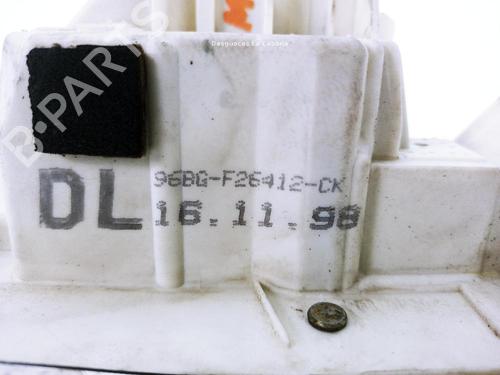 M
Desguaces La Cabaña
B-PARTS
96BG-F26412-CK
DL
16.11.98